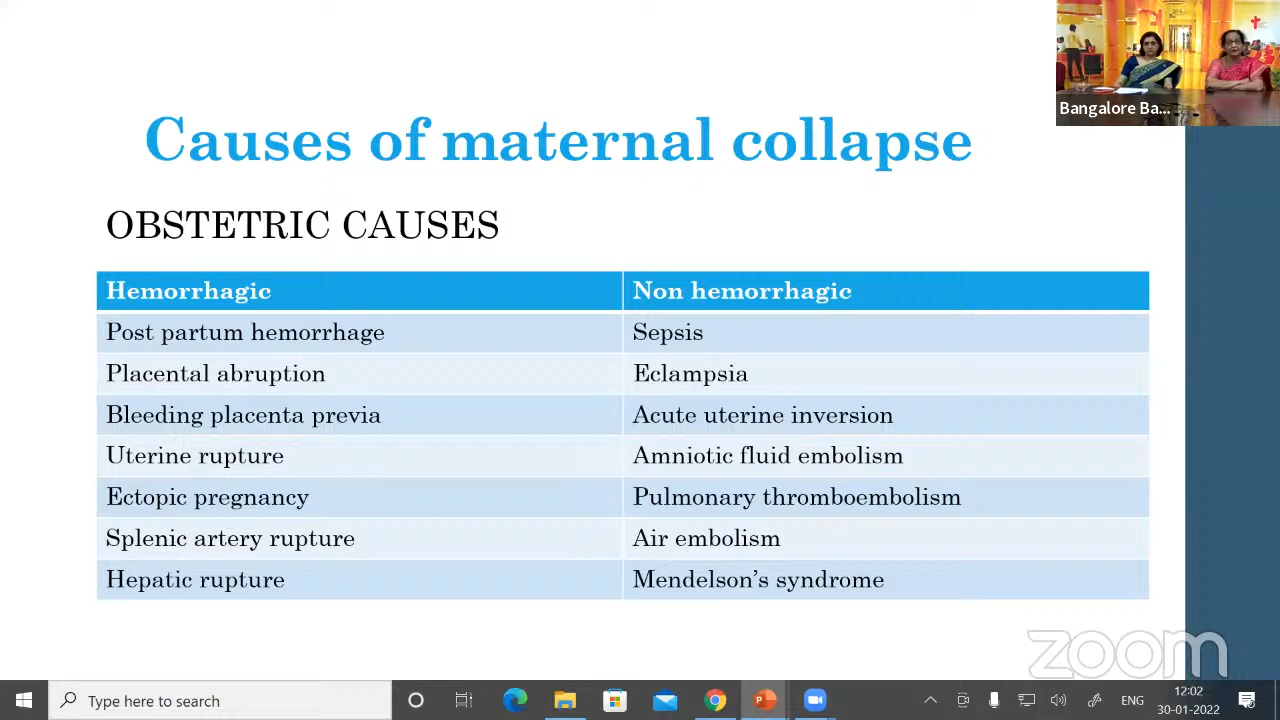 Bangalore Ba...
Causes of maternal collapse
OBSTETRIC CAUSES
Hemorrhagic Non hemorrhagic
Post partum hemorrhage Sepsis
Placental abruption Eclampsia
Bleeding placenta previa Acute uterine inversion
Uterine rupture Amniotic fluid embolism
Ectopic pregnancy Pulmonary thromboembolism
Splenic artery rupture Air embolism
Hepatic rupture Mendelson’s syndrome
zoom
Type here to search ENG 12:02
30-01-2022